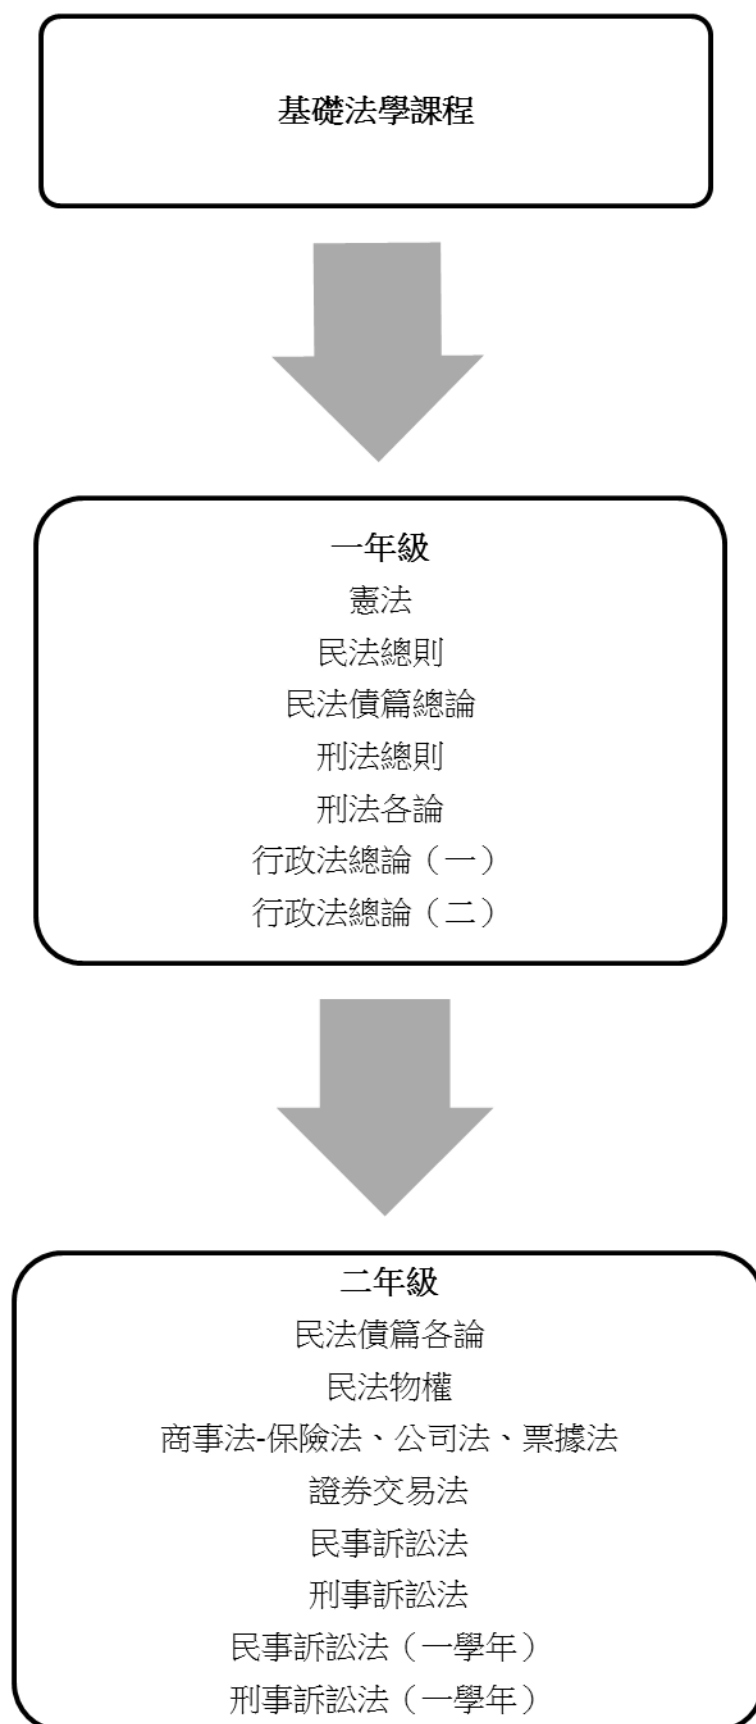 基礎法學課程
一年級
憲法
民法總則
民法債篇總論
刑法總則
刑法各論
行政法總論（一）
行政法總論（二）
二年級
民法債篇各論
民法物權
商事法-保險法、公司法、票據法
證券交易法
民事訴訟法
刑事訴訟法
民事訴訟法（一學年）
刑事訴訟法（一學年）